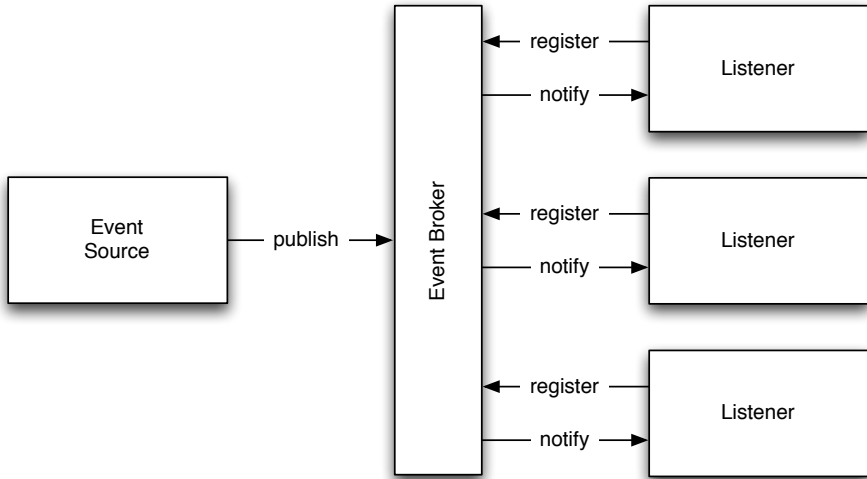 Event
Source
publish
Event Broker
register
notify
Listener
register
notify
Listener
register
notify
Listener